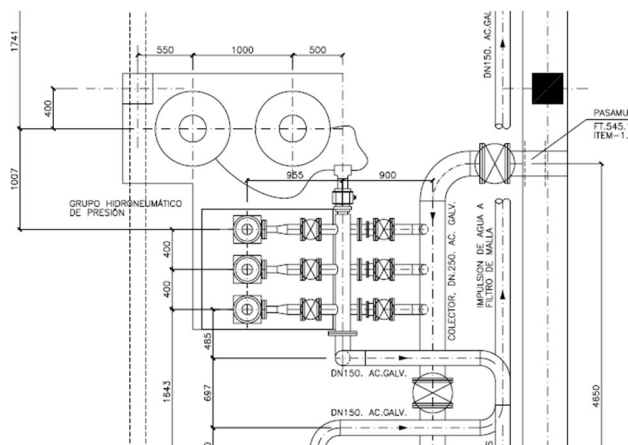 550
1000
500
1741
400
1007
DN150. AC.GALV.
PASAMU
FT.545.
ITEM-1.
955
900
GRUPO HIDRONEUMÁTICO
DE PRESIÓN
400
400
COLECTOR, DN.250. AC. GALV.
IMPULSION DE AGUA A
FILTRO DE MALLA
485
DN150. AC.GALV.
1643
697
DN150. AC.GALV.
4650